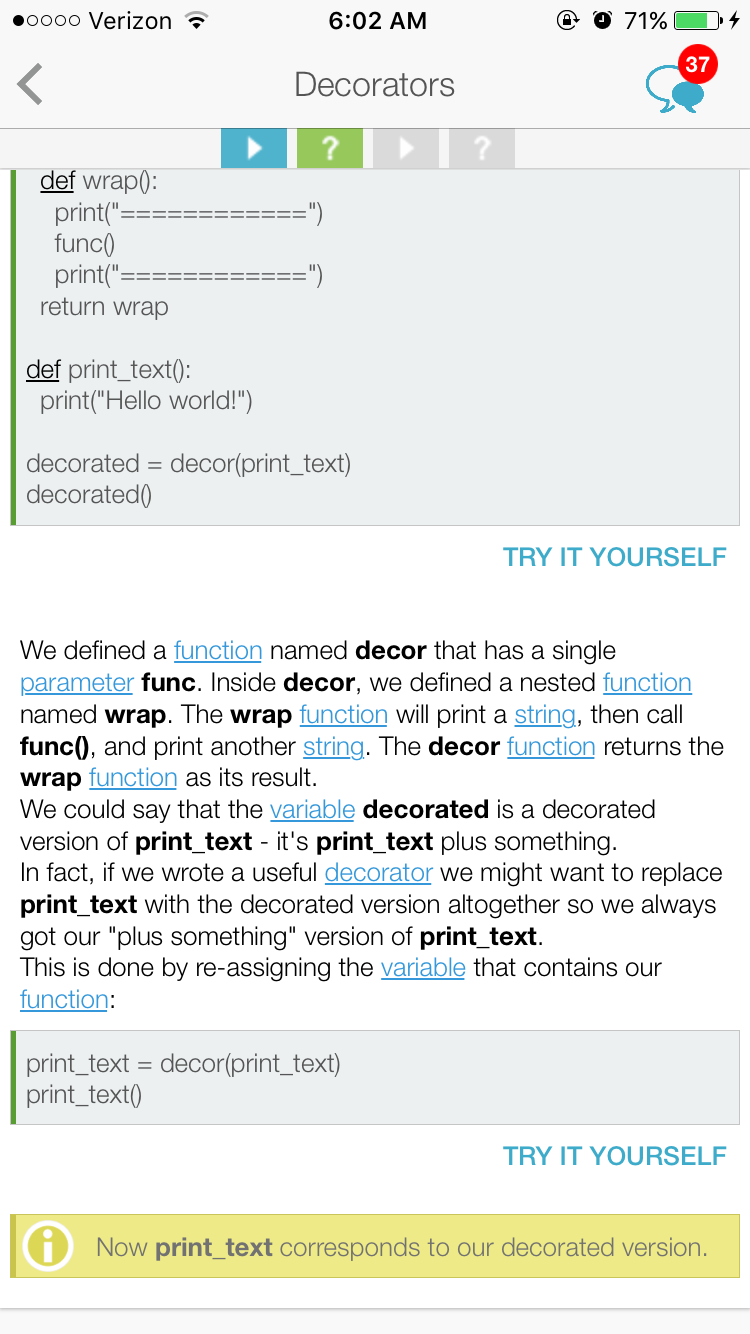 Verizon 6:02 AM 71%
Decorators 37
? ?
def wrap():
print("============")
func()
print("============")
return wrap
def print_text():
print("Hello world!")
decorated = decor(print_text)
decorated()
TRY IT YOURSELF
We defined a function named decor that has a single
parameter func. Inside decor, we defined a nested function
named wrap. The wrap function will print a string, then call
func(), and print another string. The decor function returns the
wrap function as its result.
We could say that the variable decorated is a decorated
version of print_text - it's print_text plus something.
In fact, if we wrote a useful decorator we might want to replace
print_text with the decorated version altogether so we always
got our "plus something" version of print_text.
This is done by re-assigning the variable that contains our
function:
print_text = decor(print_text)
print_text()
TRY IT YOURSELF
Now print_text corresponds to our decorated version.